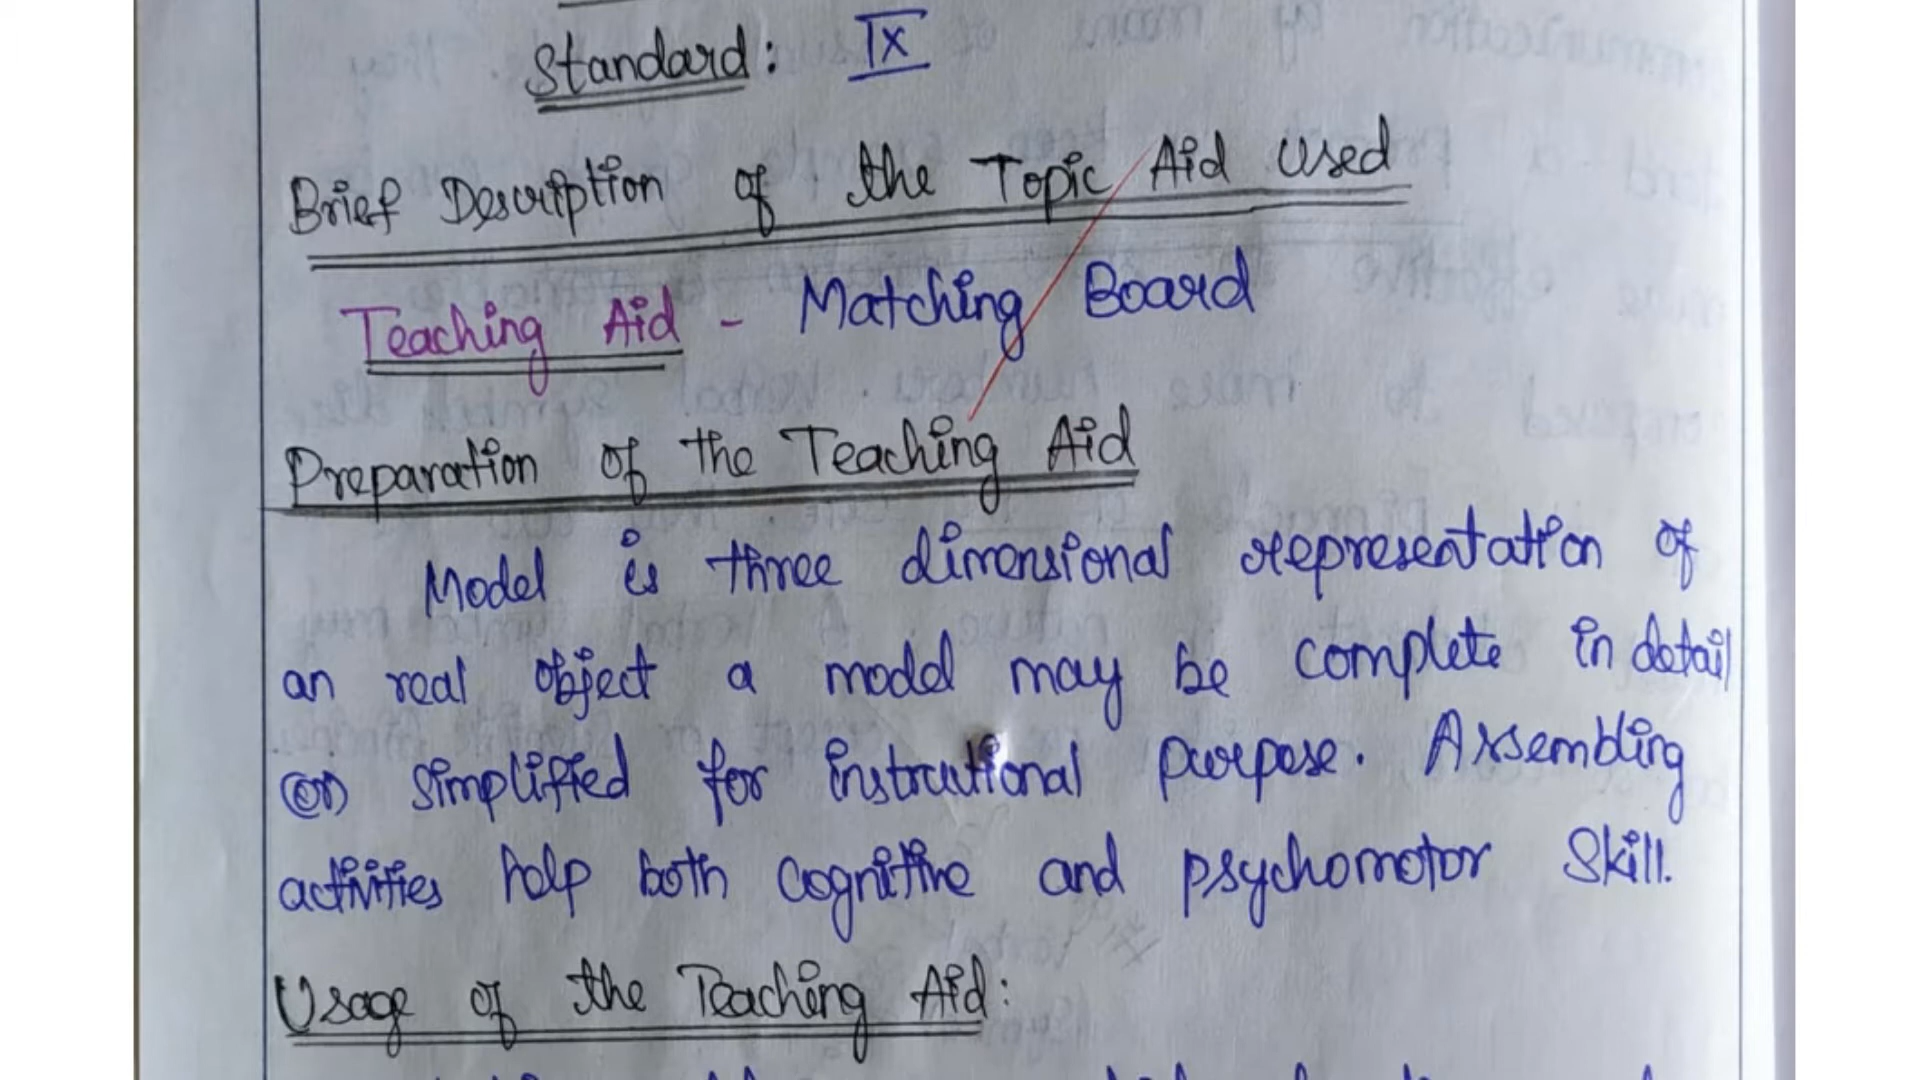 Standard: IX
Brief Description of the Topic Aid Used
Teaching Aid - Matching Board
Preparation of the Teaching Aid
Model is three dimensional representation of
an real object a model may be complete in detail
(or) simplified for instructional purpose. Assembling
activities help both cognitive and psychomotor skill.
Usage of the Teaching Aid: